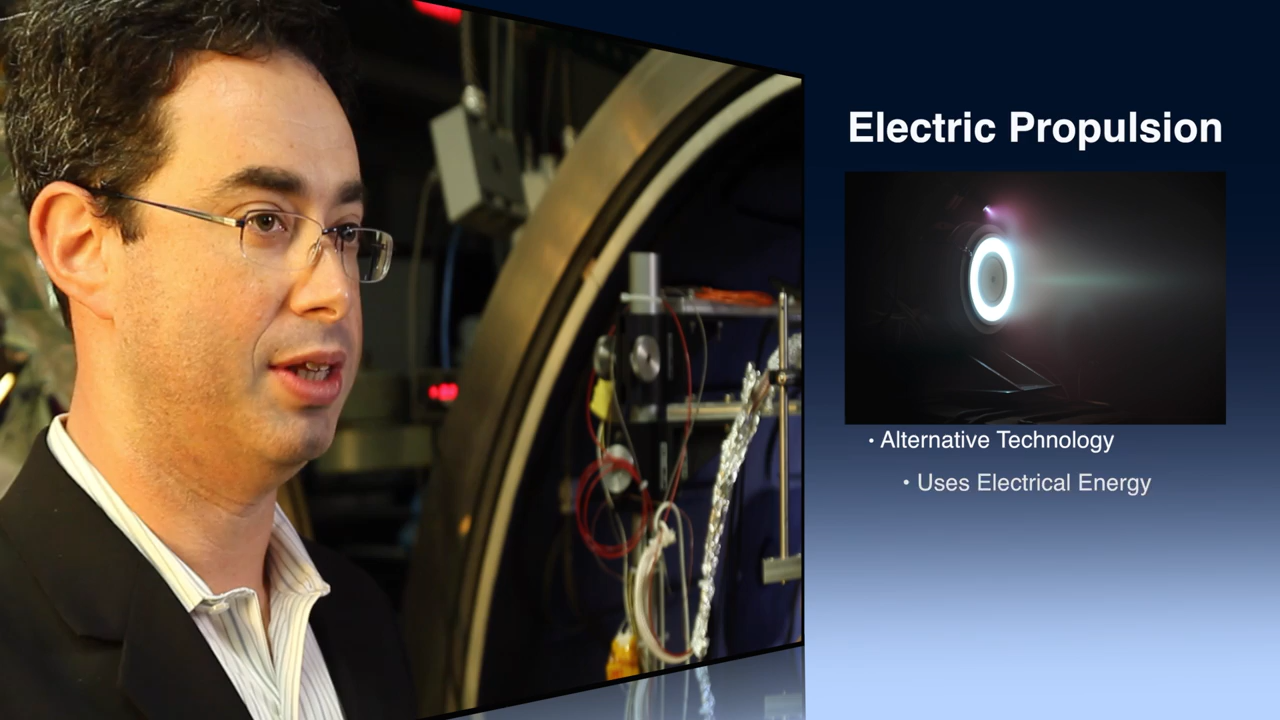 Electric Propulsion
• Alternative Technology
• Uses Electrical Energy